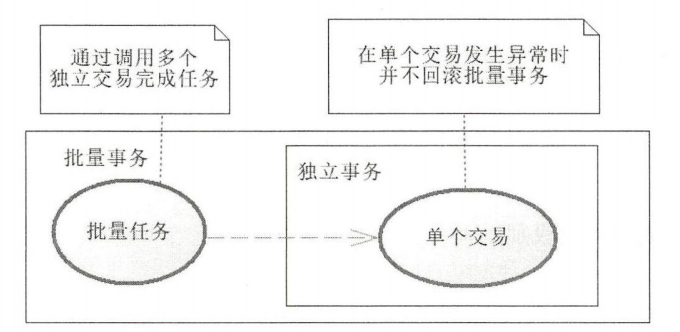 通过调用多个
独立交易完成任务
在单个交易发生异常时
并不回滚批量事务
批量事务
独立事务
批量任务
单个交易